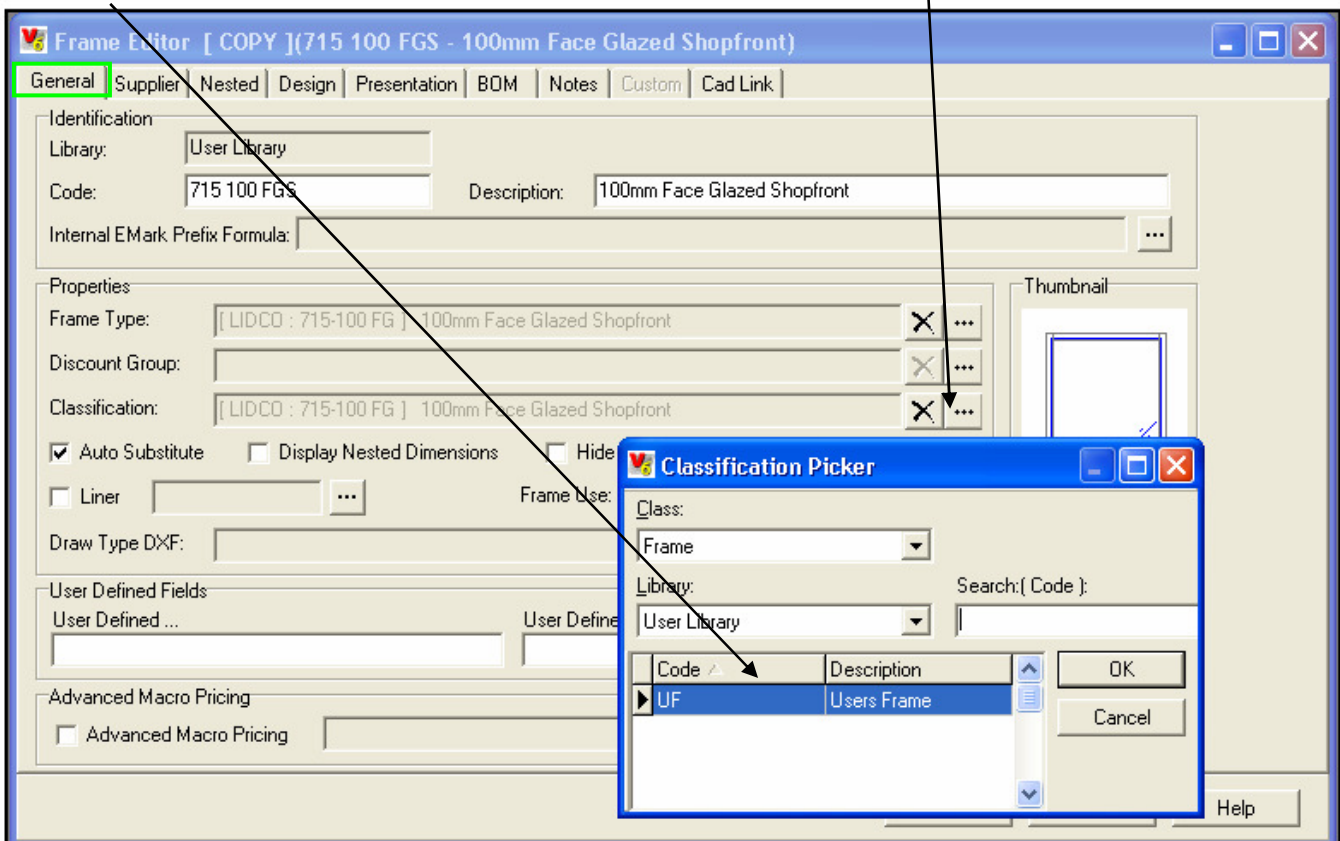 Frame Editor [ COPY ](715 100 FGS - 100mm Face Glazed Shopfront)
General Supplier Nested Design Presentation BOM Notes Custom Cad Link
Identification
Library: User Library
Code: 715 100 FGS Description: 100mm Face Glazed Shopfront
Internal EMark Prefix Formula: ...
Properties
Thumbnail
Frame Type: [ LIDCO : 715-100 FG ] 100mm Face Glazed Shopfront ...
Discount Group: ...
Classification: [ LIDCO : 715-100 FG ] 100mm Face Glazed Shopfront ...
Auto Substitute Display Nested Dimensions Hide
Liner ... Frame Use:
Draw Type DXF:
User Defined Fields
User Defined ... User Define
Advanced Macro Pricing
Advanced Macro Pricing
Help
Classification Picker
Class:
Frame
Library: Search:( Code ):
User Library
Code Description
UF Users Frame
OK
Cancel